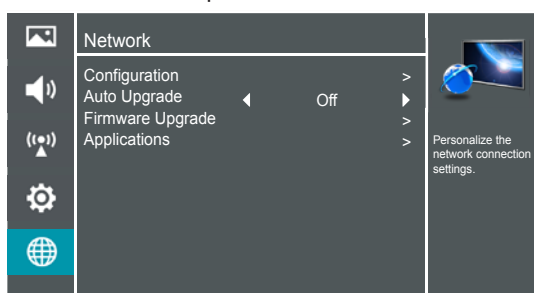 Network
Configuration >
Auto Upgrade Off
Firmware Upgrade >
Applications >
Personalize the
network connection
settings.